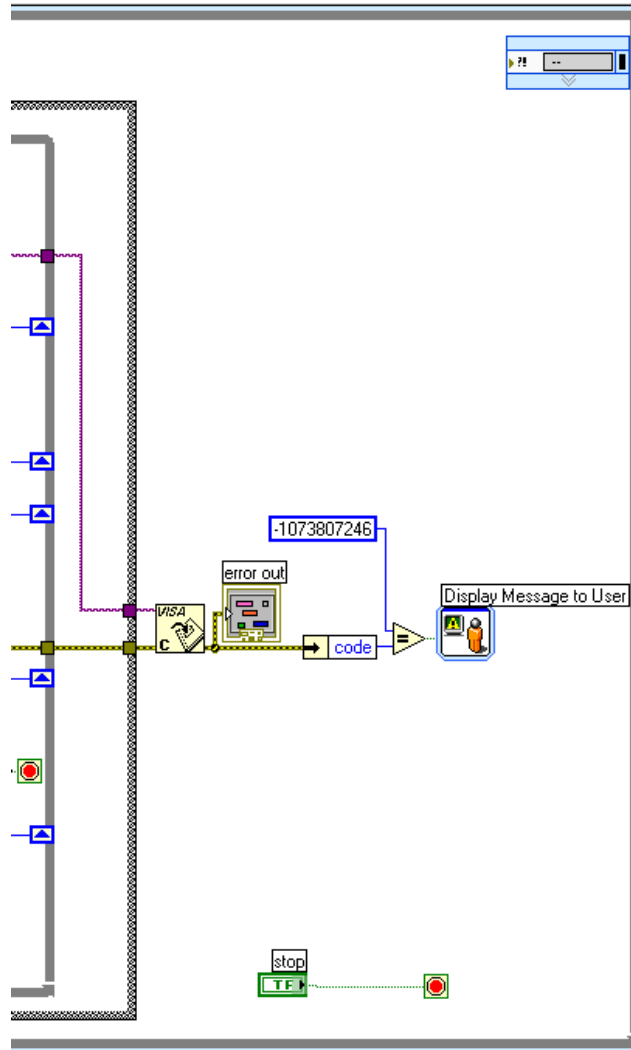 ?!
--
-1073807246
error out
Display Message to User
VISA
C
code
=
A
stop
TF